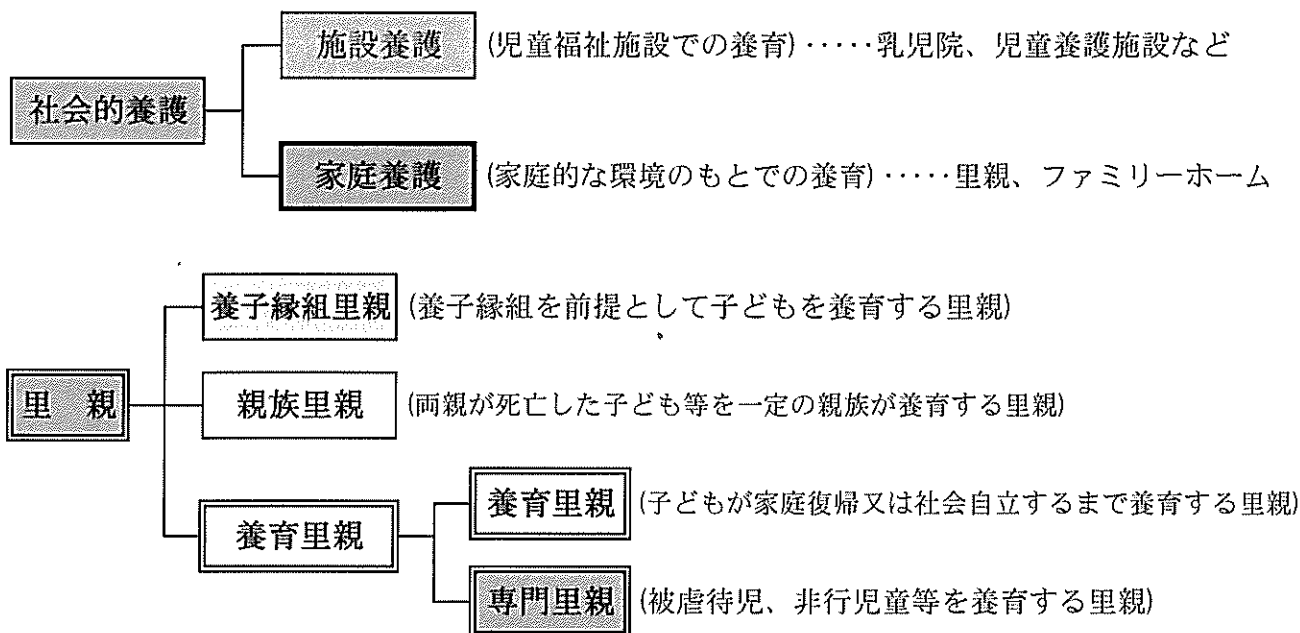 施設養護 (児童福祉施設での養育)・・・・・乳児院、児童養護施設など
社会的養護
家庭養護 (家庭的な環境のもとでの養育)・・・・・里親、ファミリーホーム
養子縁組里親 (養子縁組を前提として子どもを養育する里親)
里　親
親族里親 (両親が死亡した子ども等を一定の親族が養育する里親)
養育里親 (子どもが家庭復帰又は社会自立するまで養育する里親)
養育里親
専門里親 (被虐待児、非行児童等を養育する里親)